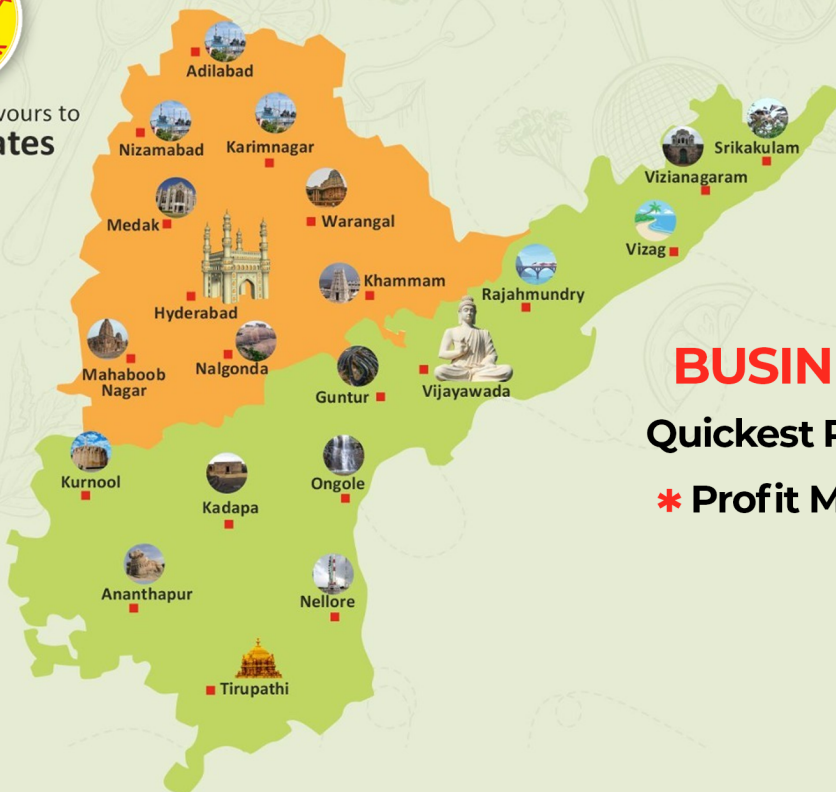 vours to
ates
Adilabad
Nizamabad
Karimnagar
Medak
Warangal
Hyderabad
Khammam
Mahaboob
Nagar
Nalgonda
Guntur
Vijayawada
Rajahmundry
Vizag
Vizianagaram
Srikakulam
Kurnool
Kadapa
Ongole
Ananthapur
Nellore
Tirupathi
BUSIN
Quickest P
* Profit M